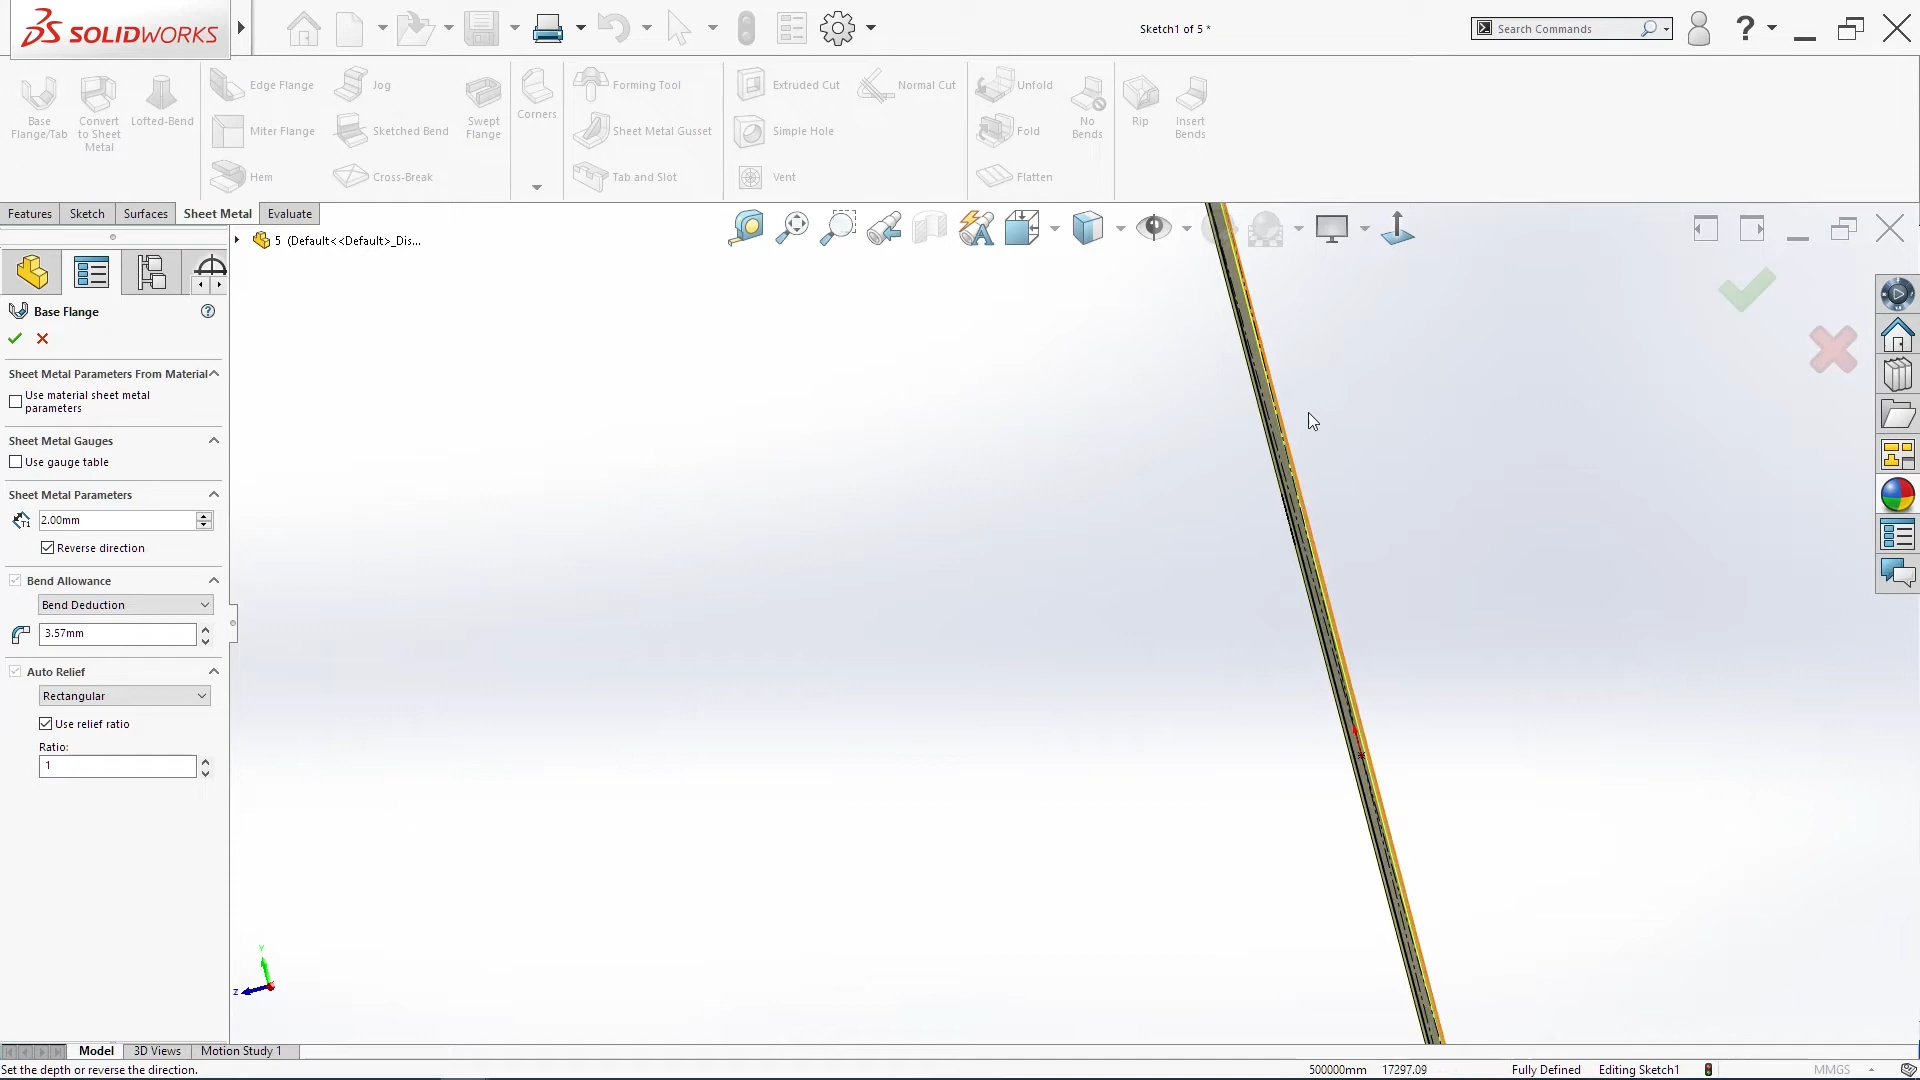 SOLIDWORKS
Sketch1 of 5 *
Search Commands
?
Base
Flange/Tab
Convert
to Sheet
Metal
Lofted-Bend
Edge Flange
Miter Flange
Hem
Jog
Sketched Bend
Cross-Break
Swept
Flange
Corners
Forming Tool
Sheet Metal Gusset
Tab and Slot
Extruded Cut
Simple Hole
Vent
Normal Cut
Unfold
Fold
Flatten
No
Bends
Rip
Insert
Bends
Features
Sketch
Surfaces
Sheet Metal
Evaluate
5 (Default<<Default>_Dis...
Base Flange
?
Sheet Metal Parameters From Material
Use material sheet metal
parameters
Sheet Metal Gauges
Use gauge table
Sheet Metal Parameters
T1
2.00mm
Reverse direction
Bend Allowance
Bend Deduction
3.57mm
Auto Relief
Rectangular
Use relief ratio
Ratio:
1
Y
Z
Model
3D Views
Motion Study 1
Set the depth or reverse the direction.
500000mm
17297.09
Fully Defined
Editing Sketch1
MMGS